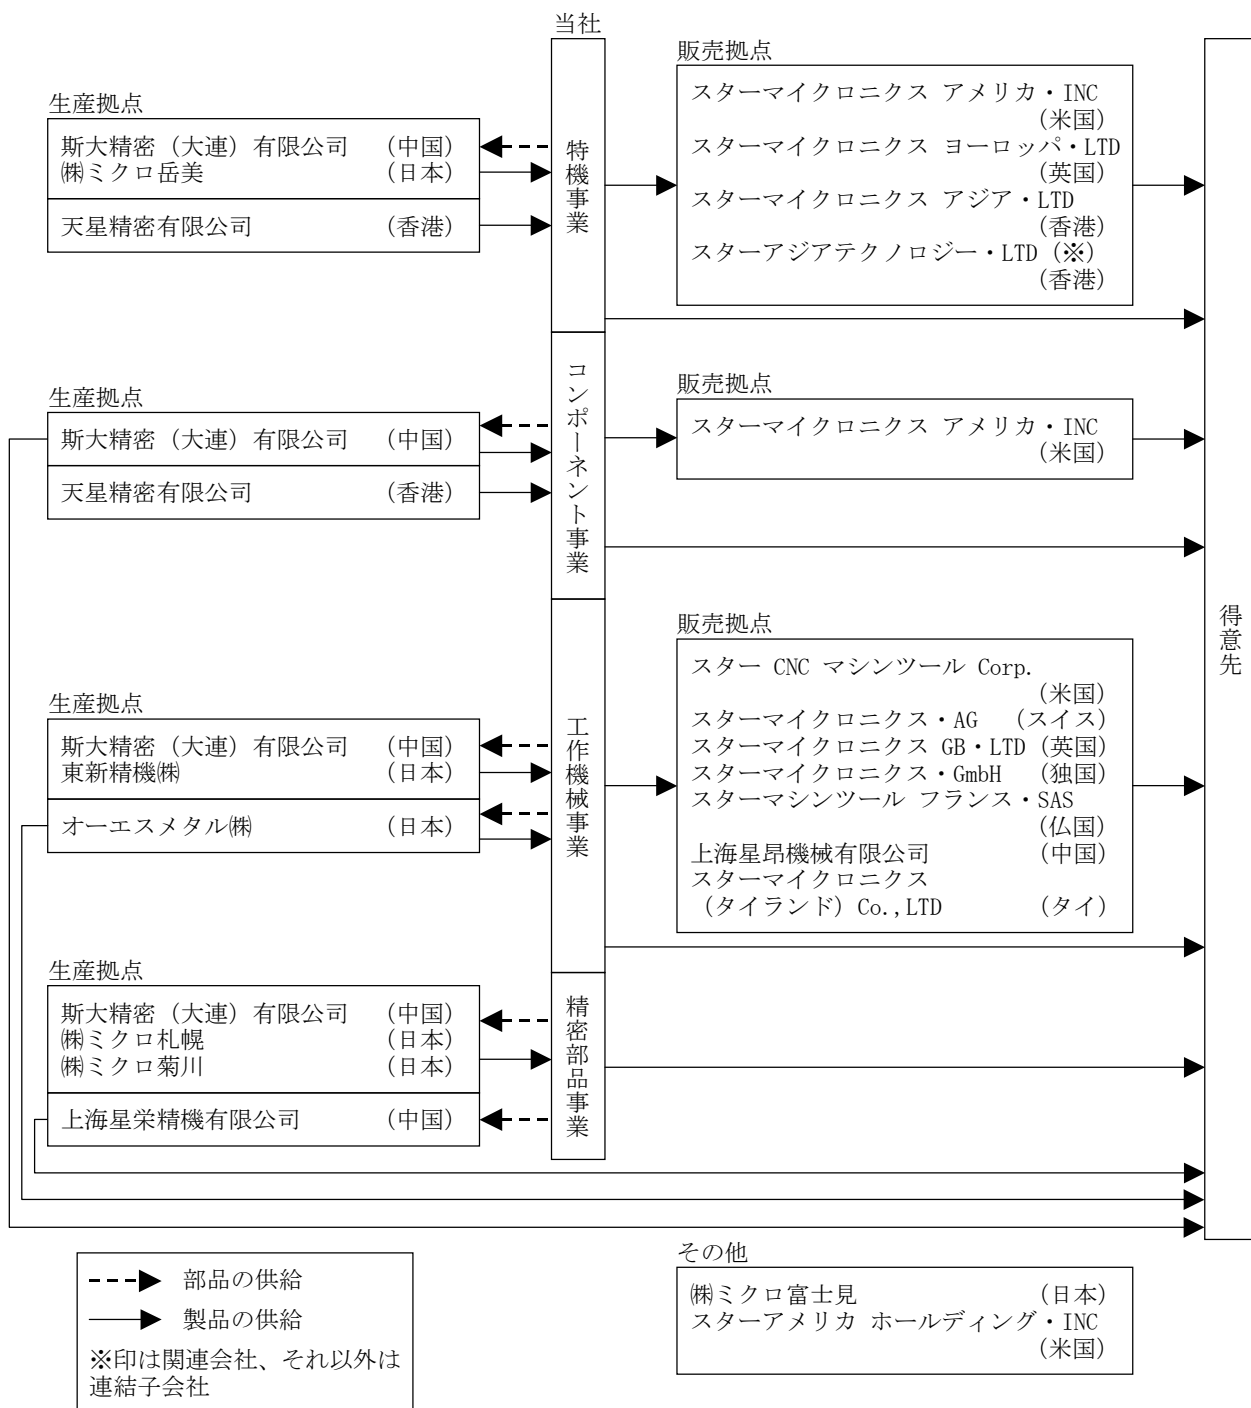 当社
生産拠点
斯大精密（大連）有限公司 （中国）
㈱ミクロ岳美 （日本）
天星精密有限公司 （香港）
特機事業
販売拠点
スターマイクロニクス アメリカ・INC
（米国）
スターマイクロニクス ヨーロッパ・LTD
（英国）
スターマイクロニクス アジア・LTD
（香港）
スターアジアテクノロジー・LTD（※）
（香港）
生産拠点
斯大精密（大連）有限公司 （中国）
天星精密有限公司 （香港）
コンポーネント事業
販売拠点
スターマイクロニクス アメリカ・INC
（米国）
生産拠点
斯大精密（大連）有限公司 （中国）
東新精機㈱ （日本）
オーエスメタル㈱ （日本）
工作機械事業
販売拠点
スター CNC マシンツール Corp.
（米国）
スターマイクロニクス・AG （スイス）
スターマイクロニクス GB・LTD（英国）
スターマイクロニクス・GmbH （独国）
スターマシンツール フランス・SAS
（仏国）
上海星昂機械有限公司 （中国）
スターマイクロニクス
（タイランド）Co.,LTD （タイ）
生産拠点
斯大精密（大連）有限公司 （中国）
㈱ミクロ札幌 （日本）
㈱ミクロ菊川 （日本）
上海星栄精機有限公司 （中国）
精密部品事業
得意先
部品の供給
製品の供給
※印は関連会社、それ以外は
連結子会社
その他
㈱ミクロ富士見 （日本）
スターアメリカ ホールディング・INC
（米国）